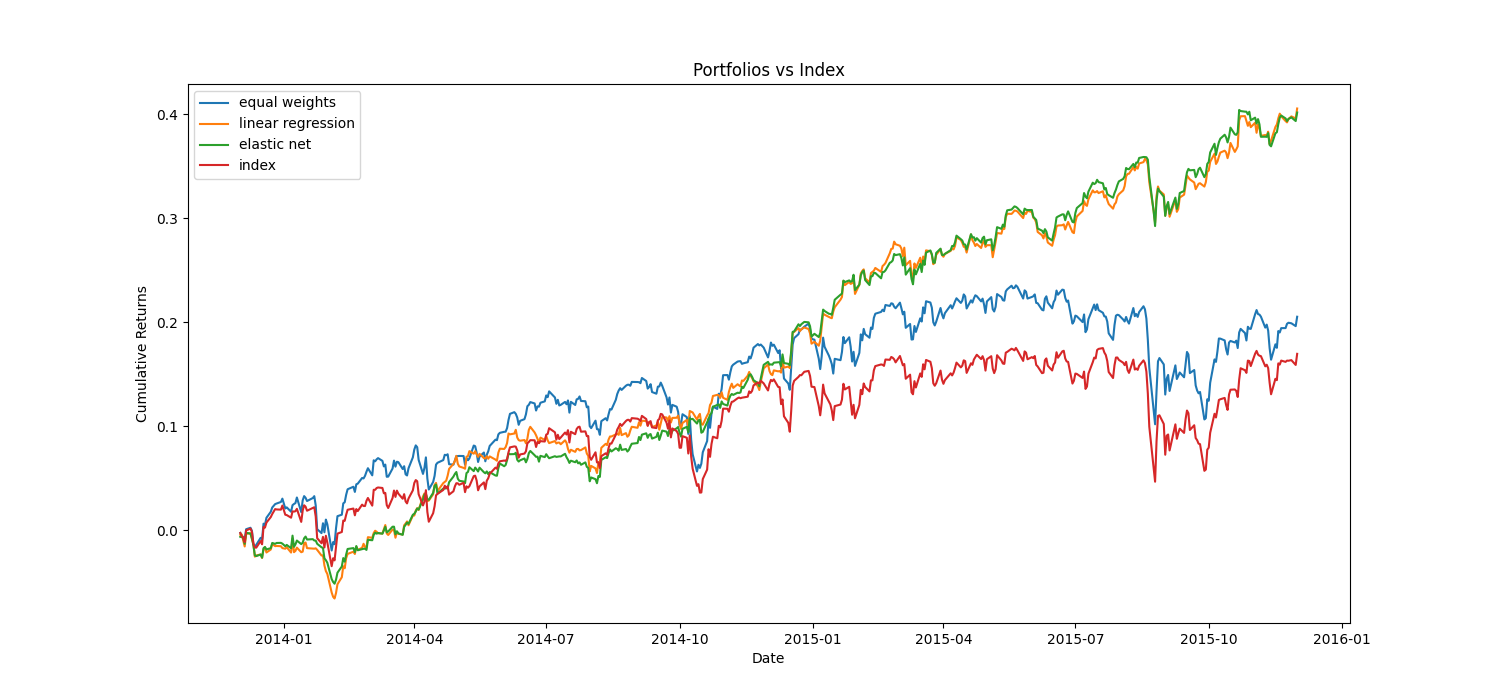 Portfolios vs Index
equal weights
linear regression
elastic net
index
Cumulative Returns
0.4
0.3
0.2
0.1
0.0
2014-01 2014-04 2014-07 2014-10 2015-01 2015-04 2015-07 2015-10 2016-01
Date